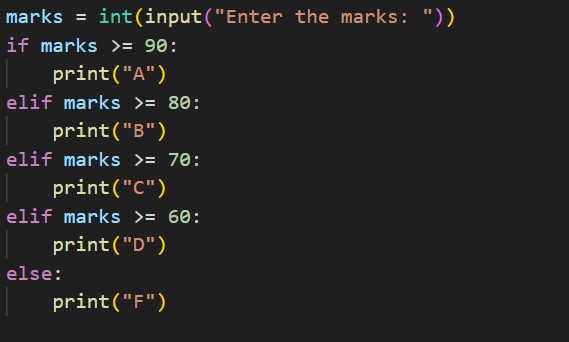 marks = int(input("Enter the marks: "))
if marks >= 90:
    print("A")
elif marks >= 80:
    print("B")
elif marks >= 70:
    print("C")
elif marks >= 60:
    print("D")
else:
    print("F")